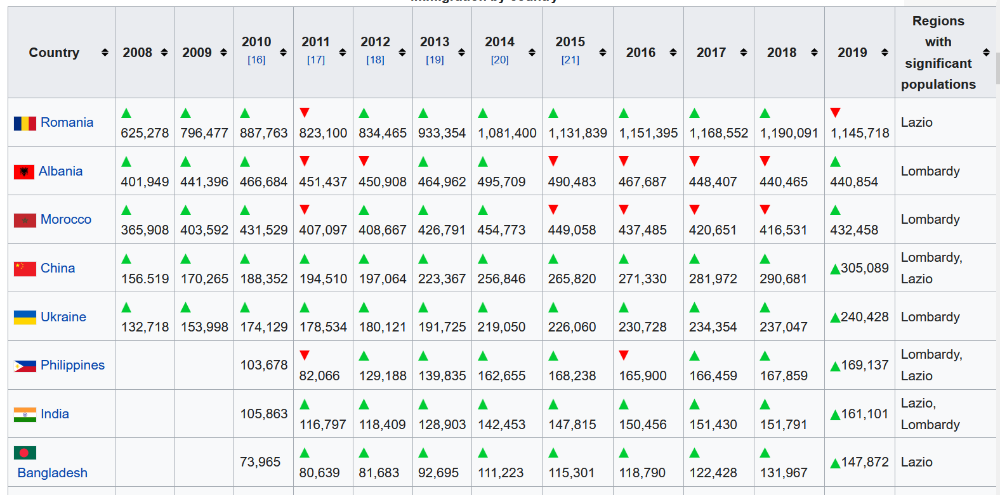 Immigration by country
Country 2008 2009 2010 [16] 2011 [17] 2012 [18] 2013 [19] 2014 [20] 2015 [21] 2016 2017 2018 2019 Regions with significant populations
Romania ▲ 625,278 ▲ 796,477 ▲ 887,763 ▼ 823,100 ▲ 834,465 ▲ 933,354 ▲ 1,081,400 ▲ 1,131,839 ▲ 1,151,395 ▲ 1,168,552 ▲ 1,190,091 ▼ 1,145,718 Lazio
Albania ▲ 401,949 ▲ 441,396 ▲ 466,684 ▼ 451,437 ▼ 450,908 ▲ 464,962 ▲ 495,709 ▼ 490,483 ▼ 467,687 ▼ 448,407 ▼ 440,465 ▲ 440,854 Lombardy
Morocco ▲ 365,908 ▲ 403,592 ▲ 431,529 ▼ 407,097 ▲ 408,667 ▲ 426,791 ▲ 454,773 ▼ 449,058 ▼ 437,485 ▼ 420,651 ▼ 416,531 ▲ 432,458 Lombardy
China ▲ 156.519 ▲ 170,265 ▲ 188,352 ▲ 194,510 ▲ 197,064 ▲ 223,367 ▲ 256,846 ▲ 265,820 ▲ 271,330 ▲ 281,972 ▲ 290,681 ▲305,089 Lombardy, Lazio
Ukraine ▲ 132,718 ▲ 153,998 ▲ 174,129 ▲ 178,534 ▲ 180,121 ▲ 191,725 ▲ 219,050 ▲ 226,060 ▲ 230,728 ▲ 234,354 ▲ 237,047 ▲240,428 Lombardy
Philippines 103,678 ▼ 82,066 ▲ 129,188 ▲ 139,835 ▲ 162,655 ▲ 168,238 ▼ 165,900 ▲ 166,459 ▲ 167,859 ▲169,137 Lombardy, Lazio
India 105,863 ▲ 116,797 ▲ 118,409 ▲ 128,903 ▲ 142,453 ▲ 147,815 ▲ 150,456 ▲ 151,430 ▲ 151,791 ▲161,101 Lazio, Lombardy
Bangladesh 73,965 ▲ 80,639 ▲ 81,683 ▲ 92,695 ▲ 111,223 ▲ 115,301 ▲ 118,790 ▲ 122,428 ▲ 131,967 ▲147,872 Lazio